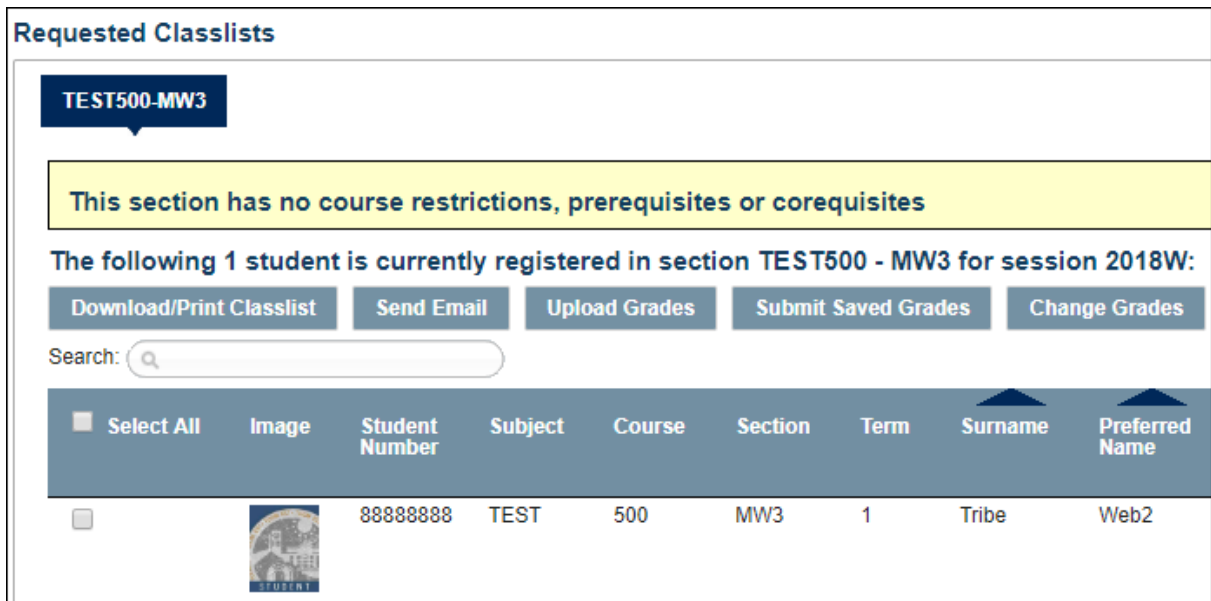 Requested Classlists
TEST500-MW3
This section has no course restrictions, prerequisites or corequisites
The following 1 student is currently registered in section TEST500 - MW3 for session 2018W:
Download/Print Classlist Send Email Upload Grades Submit Saved Grades Change Grades
Search:
Select All Image Student Number Subject Course Section Term Surname Preferred Name
88888888 TEST 500 MW3 1 Tribe Web2
STUDENT